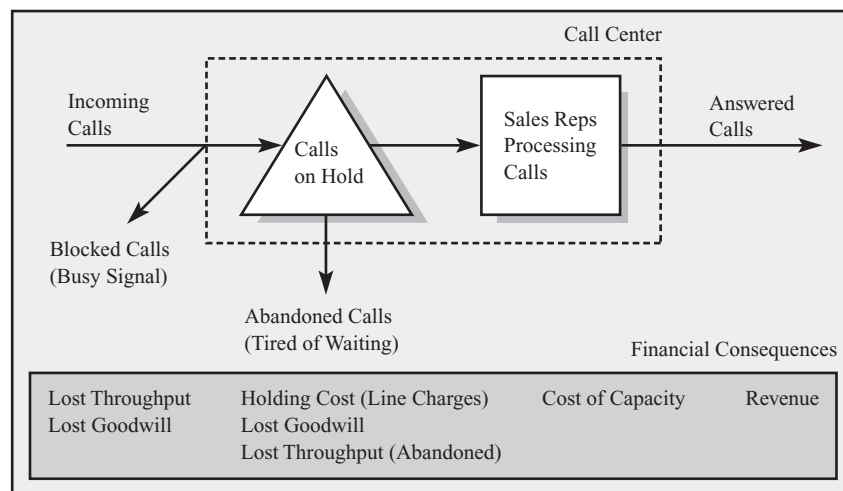 Call Center
Incoming
Calls
Calls
on Hold
Sales Reps
Processing
Calls
Answered
Calls
Blocked Calls
(Busy Signal)
Abandoned Calls
(Tired of Waiting)
Financial Consequences
Lost Throughput
Lost Goodwill
Holding Cost (Line Charges)
Lost Goodwill
Lost Throughput (Abandoned)
Cost of Capacity
Revenue